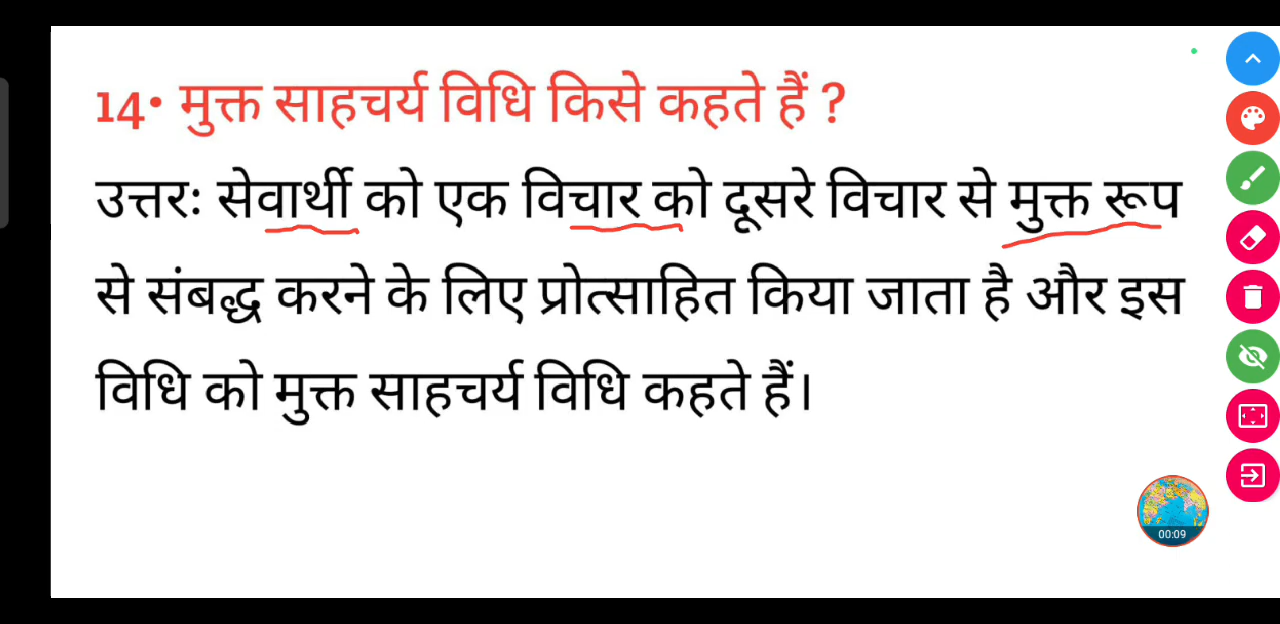 14• मुक्त साहचर्य विधि किसे कहते हैं ?
उत्तरः सेवार्थी को एक विचार को दूसरे विचार से मुक्त रूप
से संबद्ध करने के लिए प्रोत्साहित किया जाता है और इस
विधि को मुक्त साहचर्य विधि कहते हैं।
00:09